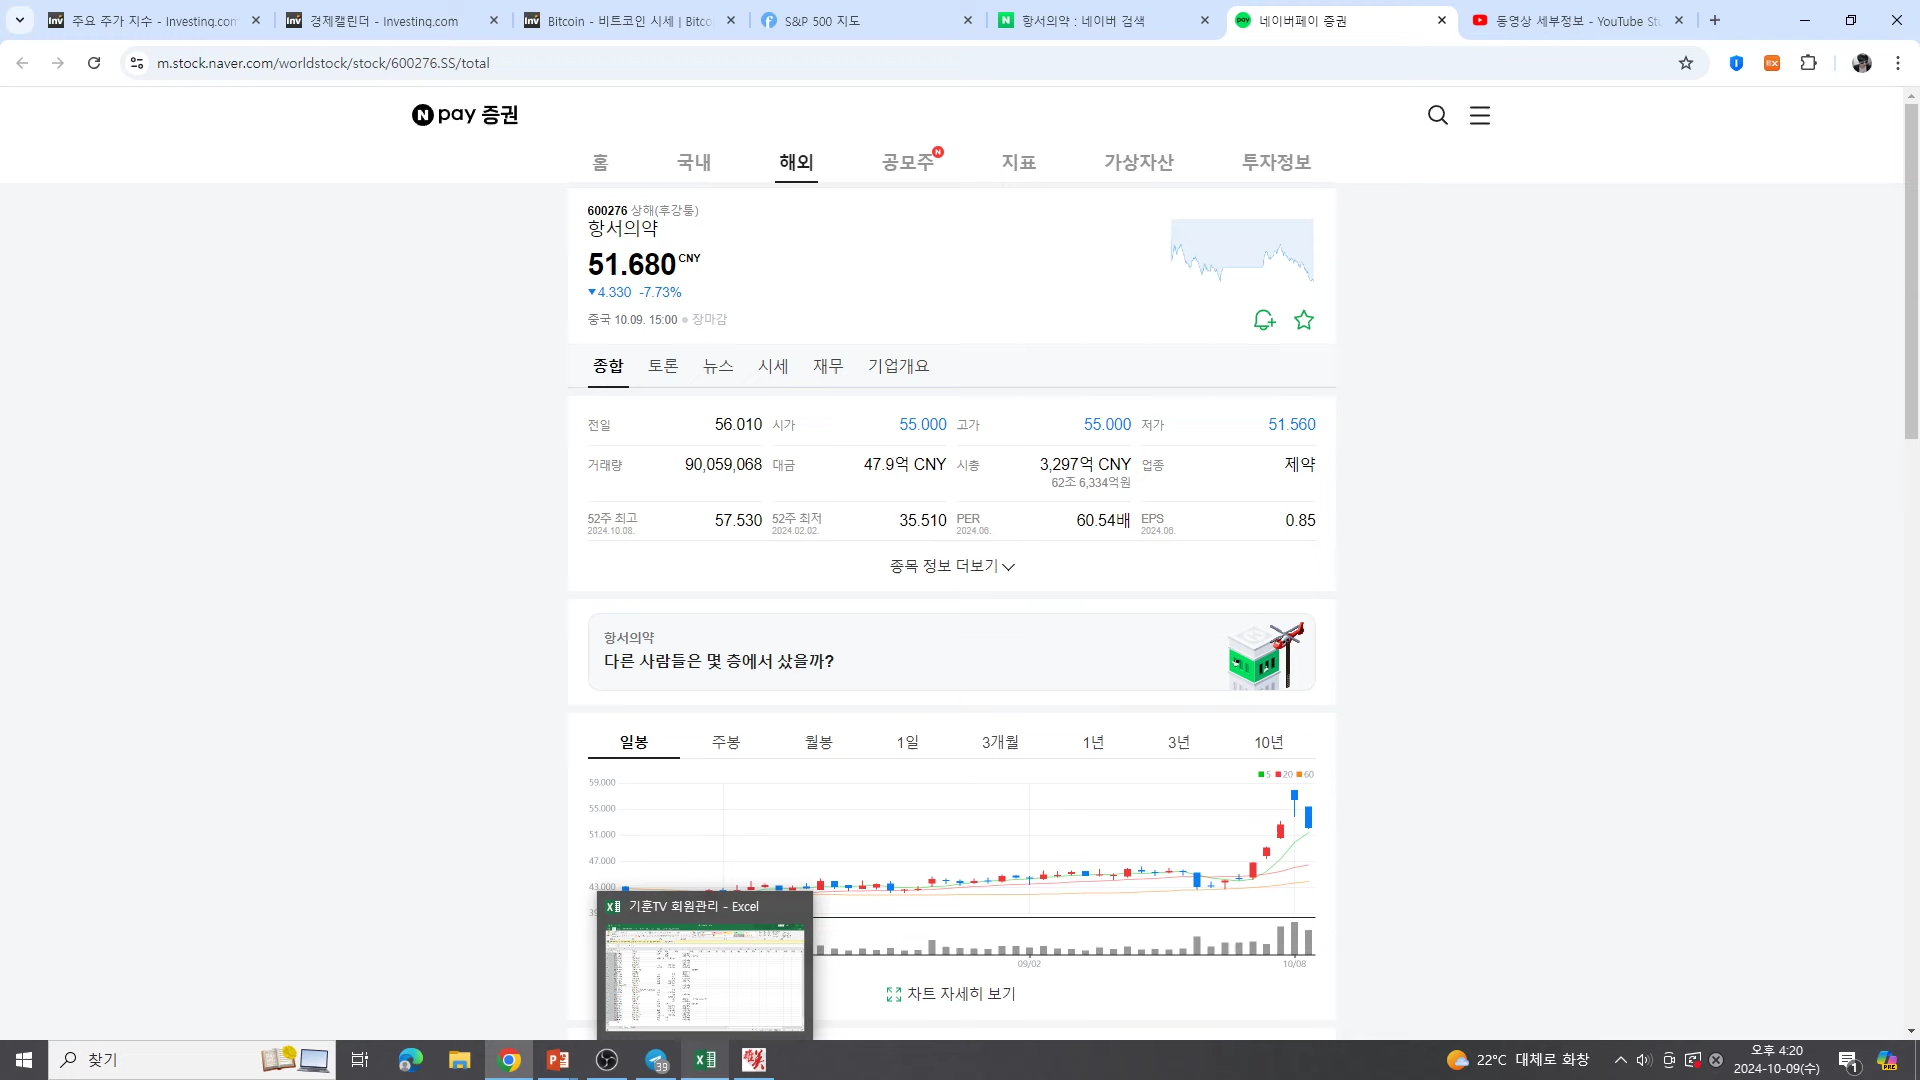 주요 주가 지수 - Investing.com
경제캘린더 - Investing.com
Bitcoin - 비트코인 시세 | Bitco
S&P 500 지도
항서의약 : 네이버 검색
네이버페이 증권
동영상 세부정보 - YouTube St
m.stock.naver.com/worldstock/stock/600276.SS/total
N pay 증권
홈 국내 해외 공모주 N 지표 가상자산 투자정보
600276 상해(후강퉁)
항서의약
51.680 CNY
▼4.330 -7.73%
중국 10.09. 15:00 장마감
종합 토론 뉴스 시세 재무 기업개요
전일 56.010 시가 55.000 고가 55.000 저가 51.560
거래량 90,059,068 대금 47.9억 CNY 시총 3,297억 CNY 업종 제약
62조 6,334억원
52주 최고 57.530 52주 최저 35.510 PER 60.54배 EPS 0.85
2024.10.08. 2024.02.02. 2024.06. 2024.06.
종목 정보 더보기
항서의약
다른 사람들은 몇 층에서 샀을까?
일봉 주봉 월봉 1일 3개월 1년 3년 10년
5 20 60
59.000
55.000
51.000
47.000
43.000
기훈TV 회원관리 - Excel
09/02 10/08
차트 자세히 보기
찾기
39
22°C 대체로 화창
오후 4:20
2024-10-09(수)
1
PRE